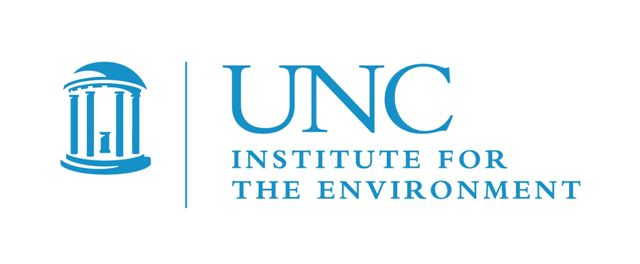 UNC
INSTITUTE FOR
THE ENVIRONMENT